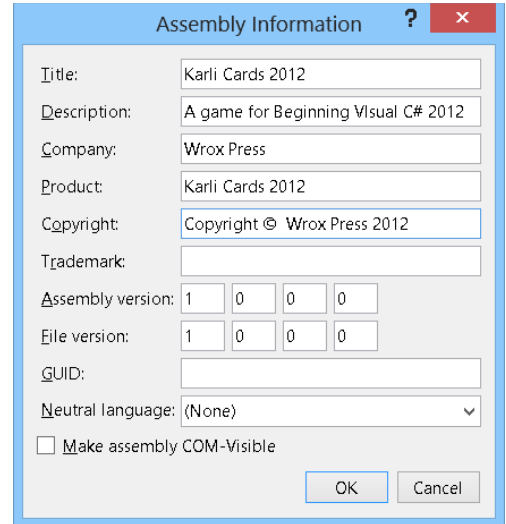 Assembly Information ? ×
Title: Karli Cards 2012
Description: A game for Beginning VIsual C# 2012
Company: Wrox Press
Product: Karli Cards 2012
Copyright: Copyright © Wrox Press 2012
Trademark:
Assembly version: 1 0 0 0
File version: 1 0 0 0
GUID:
Neutral language: (None)
Make assembly COM-Visible
OK Cancel